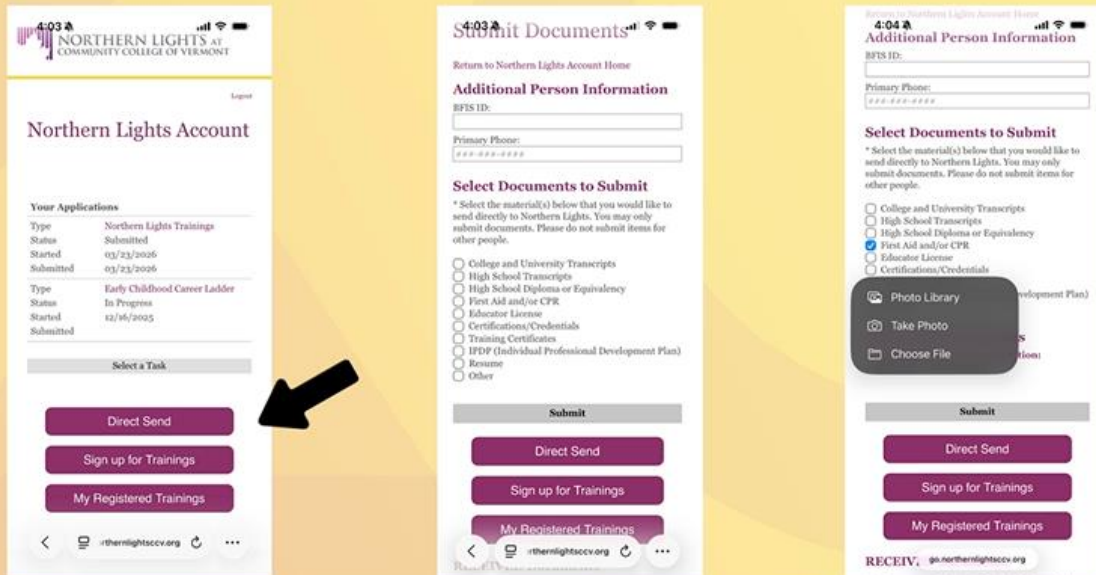 4:03
NORTHERN LIGHTS AT
COMMUNITY COLLEGE OF VERMONT
Logout
Northern Lights Account
Your Applications
Type Northern Lights Trainings
Status Submitted
Started 03/23/2026
Submitted 03/23/2026
Type Early Childhood Career Ladder
Status In Progress
Started 12/16/2025
Submitted
Select a Task
Direct Send
Sign up for Trainings
My Registered Trainings
rthernlightsccv.org
4:03
Submit Documents
Return to Northern Lights Account Home
Additional Person Information
BFIS ID:
Primary Phone:
###-###-####
Select Documents to Submit
* Select the material(s) below that you would like to
send directly to Northern Lights. You may only
submit documents. Please do not submit items for
other people.
College and University Transcripts
High School Transcripts
High School Diploma or Equivalency
First Aid and/or CPR
Educator License
Certifications/Credentials
Training Certificates
IPDP (Individual Professional Development Plan)
Resume
Other
Submit
Direct Send
Sign up for Trainings
My Registered Trainings
rthernlightsccv.org
Return to Northern Lights Account Home
4:04
Additional Person Information
BFIS ID:
Primary Phone:
###-###-####
Select Documents to Submit
* Select the material(s) below that you would like to
send directly to Northern Lights. You may only
submit documents. Please do not submit items for
other people.
College and University Transcripts
High School Transcripts
High School Diploma or Equivalency
First Aid and/or CPR
Educator License
Certifications/Credentials
Photo Library
velopment Plan)
Take Photo
Choose File
tion:
Submit
Direct Send
Sign up for Trainings
My Registered Trainings
RECEIV
go.northernlightsccv.org